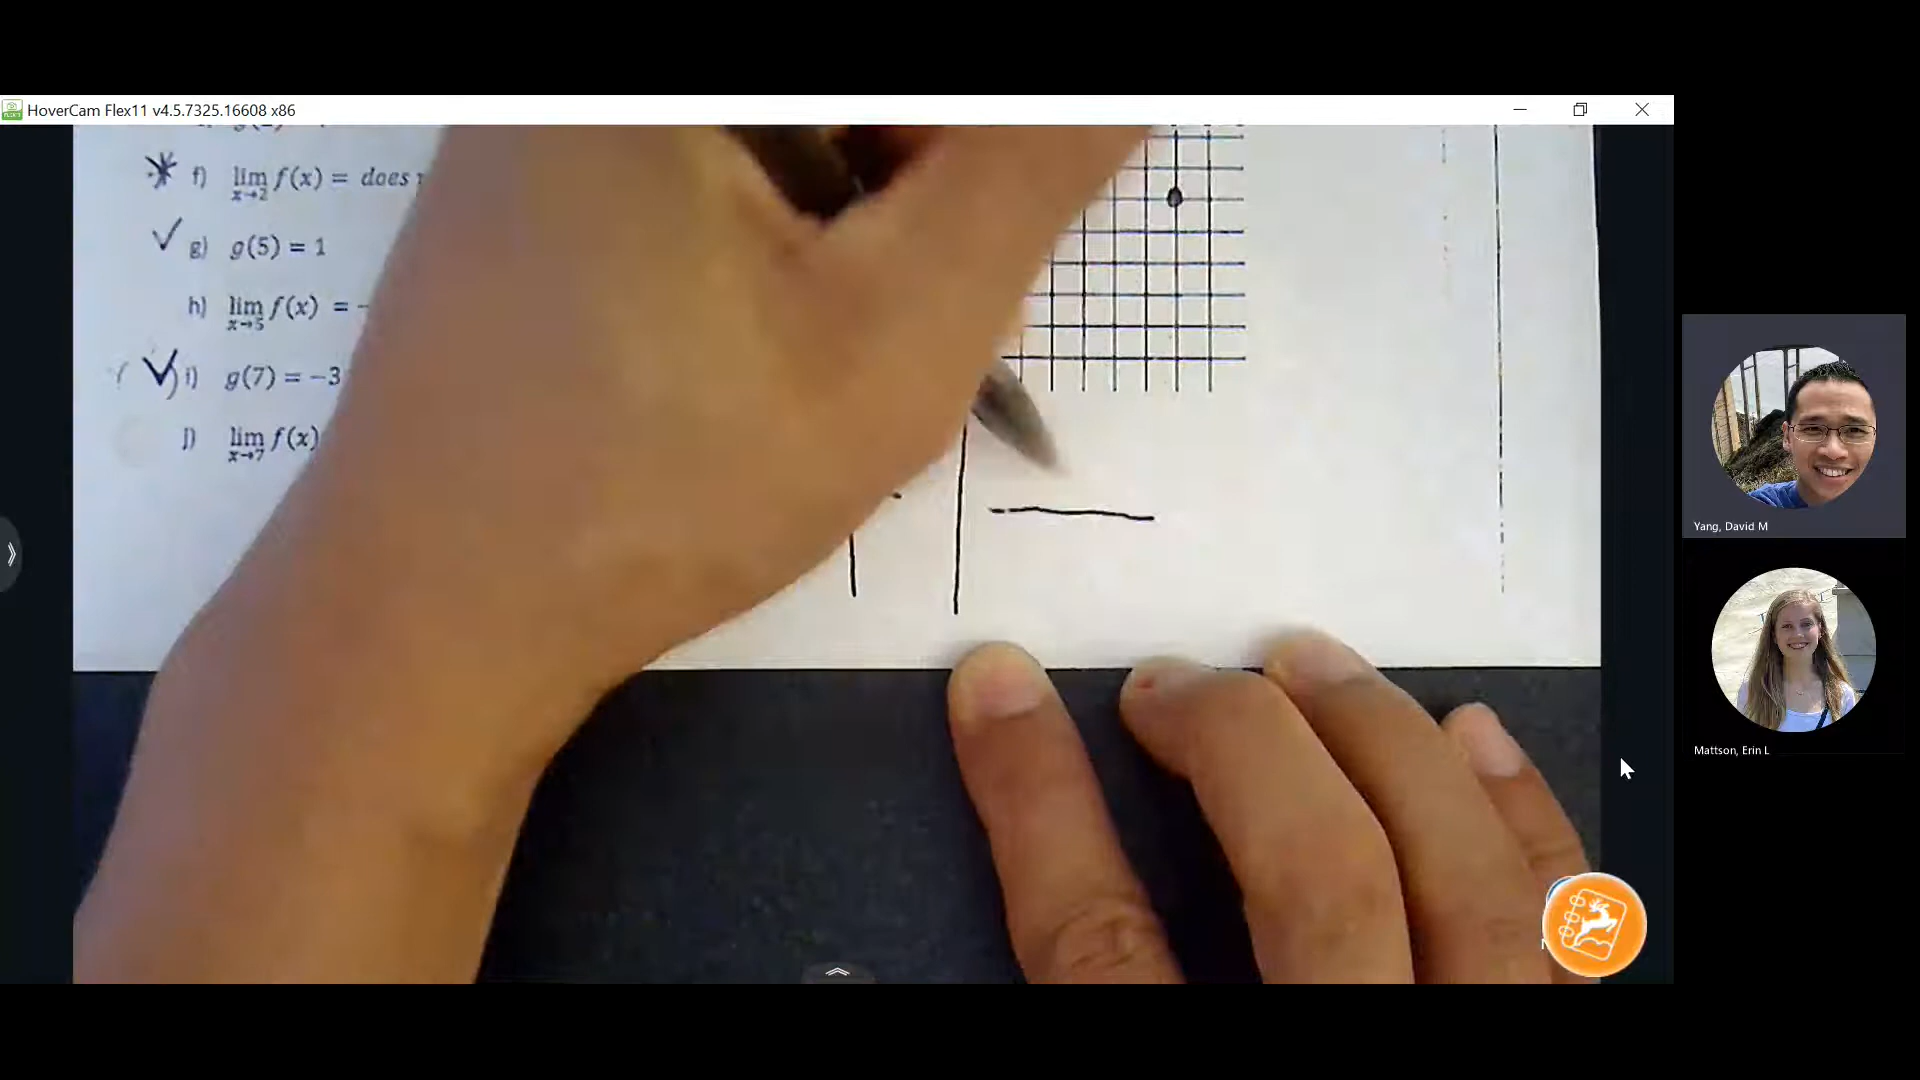 HoverCam Flex11 v4.5.7325.16608 x86
f) lim x→2 f(x) = does
g) g(5) = 1
h) lim x→5 f(x) = -
i) g(7) = -3
j) lim x→7 f(x)
Yang, David M
Mattson, Erin L